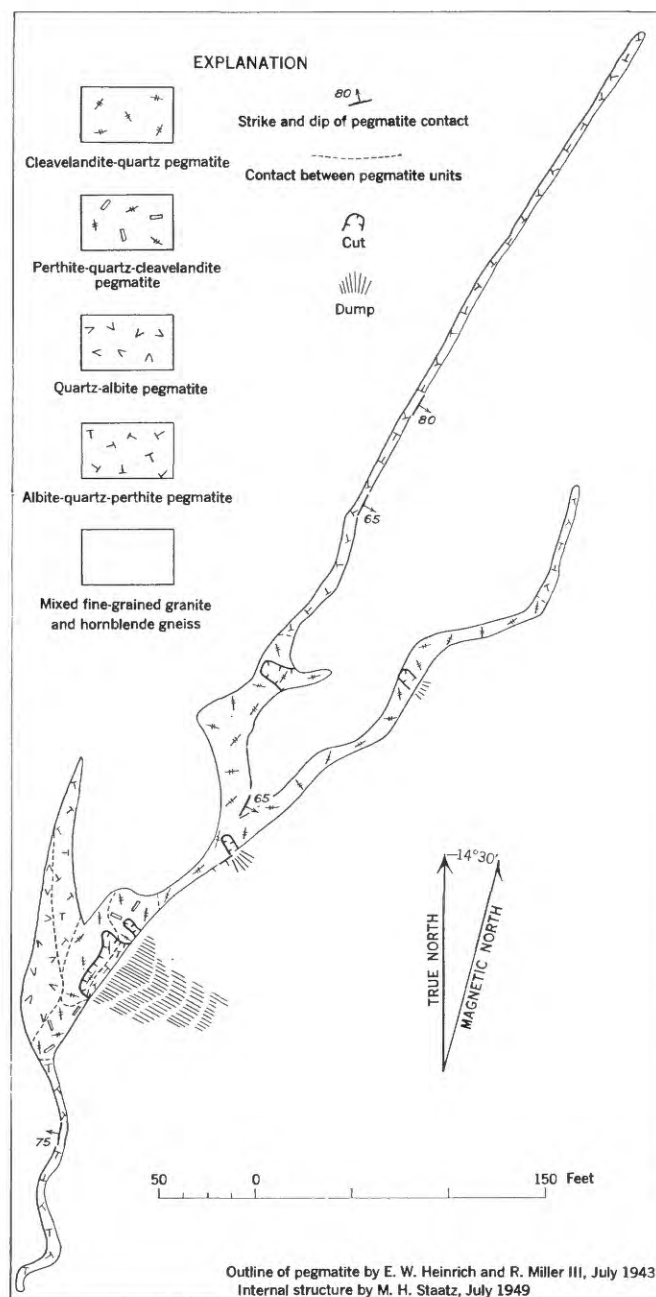 EXPLANATION
Cleavelandite-quartz pegmatite
Perthite-quartz-cleavelandite
pegmatite
Quartz-albite pegmatite
Albite-quartz-perthite pegmatite
Mixed fine-grained granite
and hornblende gneiss
80
Strike and dip of pegmatite contact
Contact between pegmatite units
Cut
Dump
80
65
65
75
14°30'
TRUE NORTH
MAGNETIC NORTH
50 0 150 Feet
Outline of pegmatite by E. W. Heinrich and R. Miller III, July 1943
Internal structure by M. H. Staatz, July 1949